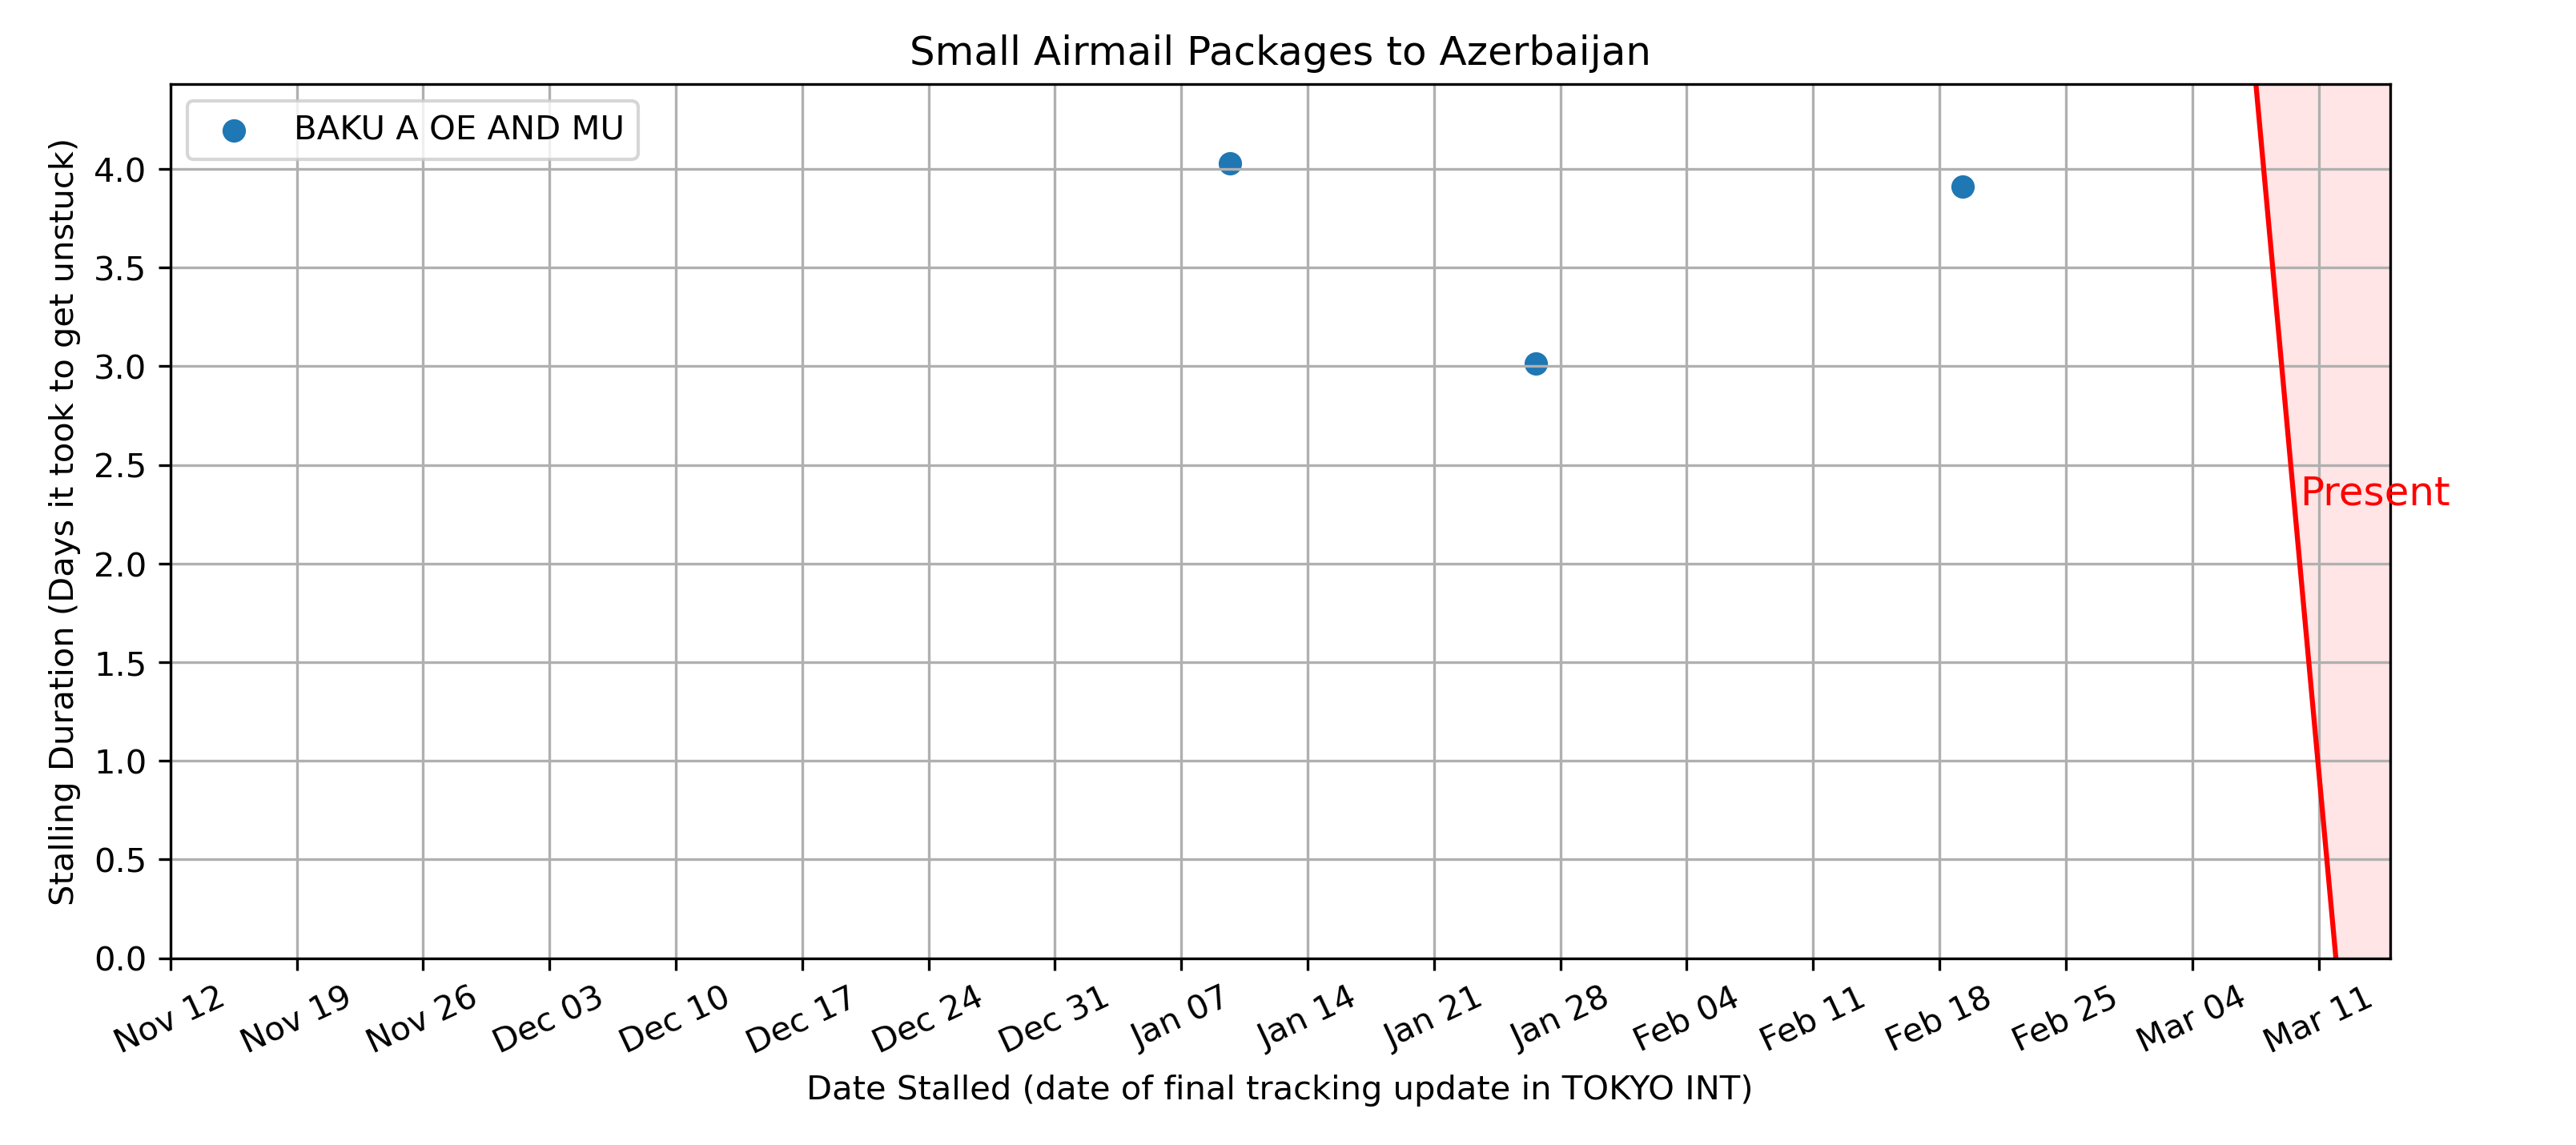 Small Airmail Packages to Azerbaijan
BAKU A OE AND MU
Stalling Duration (Days it took to get unstuck)
4.0
3.5
3.0
2.5
2.0
1.5
1.0
0.5
0.0
Present
Nov 12
Nov 19
Nov 26
Dec 03
Dec 10
Dec 17
Dec 24
Dec 31
Jan 07
Jan 14
Jan 21
Jan 28
Feb 04
Feb 11
Feb 18
Feb 25
Mar 04
Mar 11
Date Stalled (date of final tracking update in TOKYO INT)